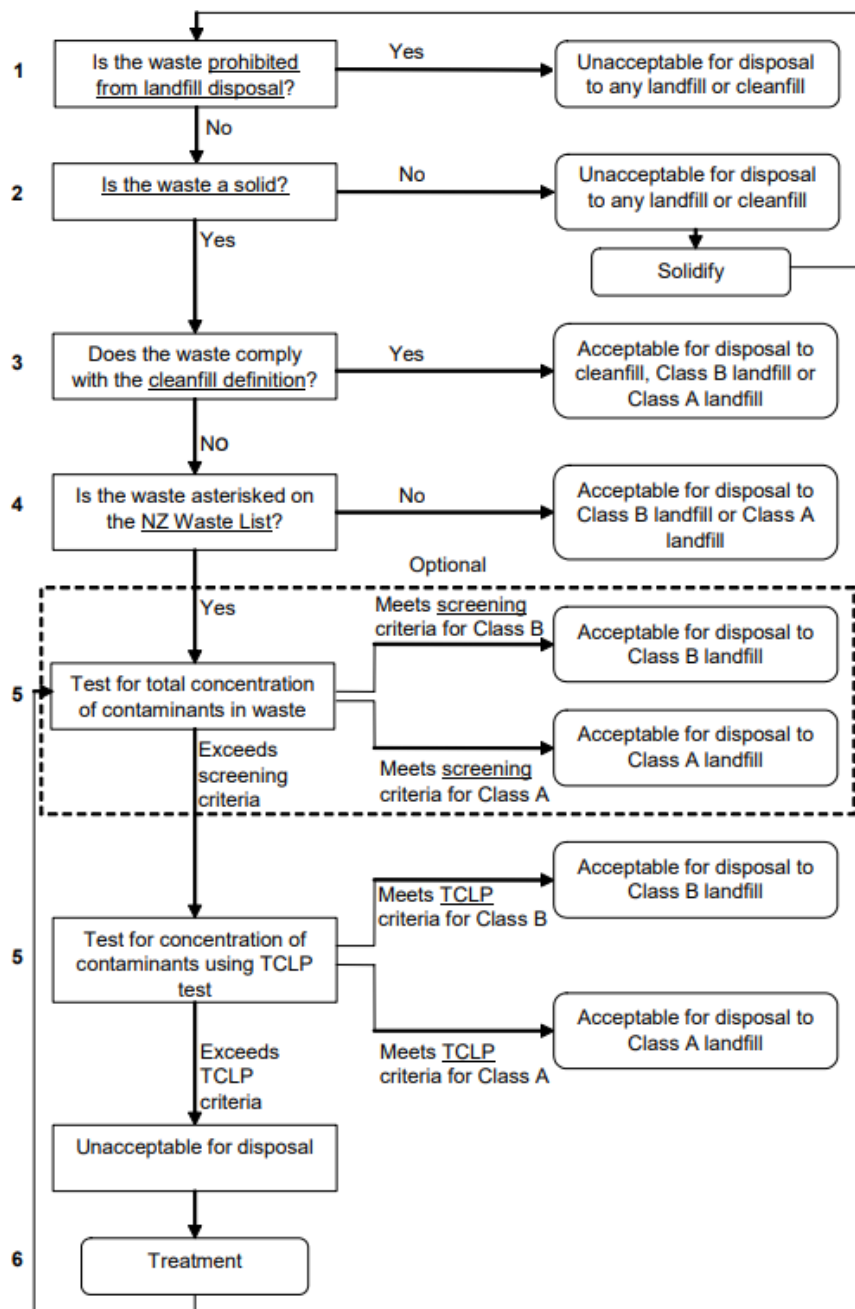 1
Is the waste prohibited
from landfill disposal?
Yes
Unacceptable for disposal
to any landfill or cleanfill
No
2
Is the waste a solid?
No
Unacceptable for disposal
to any landfill or cleanfill
Yes
Solidify
3
Does the waste comply
with the cleanfill definition?
Yes
Acceptable for disposal to
cleanfill, Class B landfill or
Class A landfill
NO
4
Is the waste asterisked on
the NZ Waste List?
No
Acceptable for disposal to
Class B landfill or Class A
landfill
Optional
Yes
Meets screening
criteria for Class B
Acceptable for disposal to
Class B landfill
5
Test for total concentration
of contaminants in waste
Acceptable for disposal to
Class A landfill
Exceeds
screening
criteria
Meets screening
criteria for Class A
Acceptable for disposal to
Class B landfill
Meets TCLP
criteria for Class B
5
Test for concentration of
contaminants using TCLP
test
Acceptable for disposal to
Class A landfill
Exceeds
TCLP
criteria
Meets TCLP
criteria for Class A
Unacceptable for disposal
6
Treatment